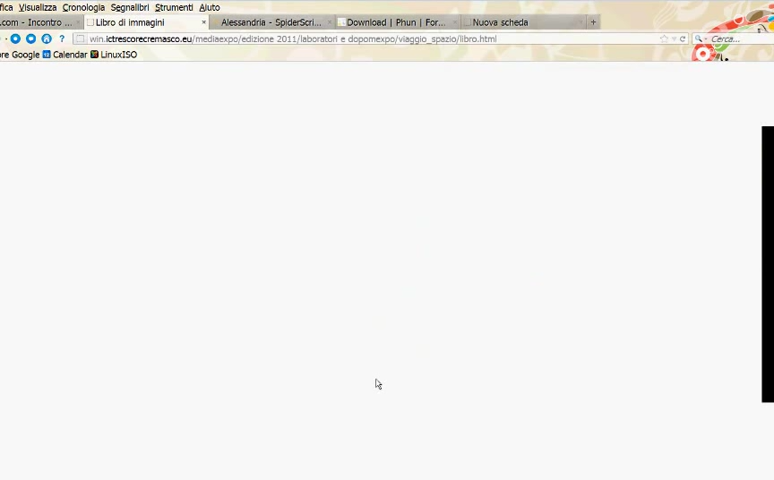 fica Visualizza Cronologia Segnalibri Strumenti Aiuto
.com - Incontro ... Libro di immagini Alessandria - SpiderScri... Download | Phun | For... Nuova scheda
win.ictrescorecremasco.eu/mediaexpo/edizione 2011/laboratori e dopomexpo/viaggio_spazio/libro.html Cerca...
ore Google Calendar LinuxISO